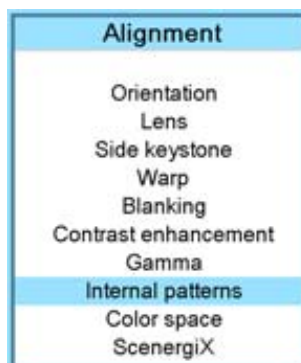 Alignment
Orientation
Lens
Side keystone
Warp
Blanking
Contrast enhancement
Gamma
Internal patterns
Color space
ScenergiX